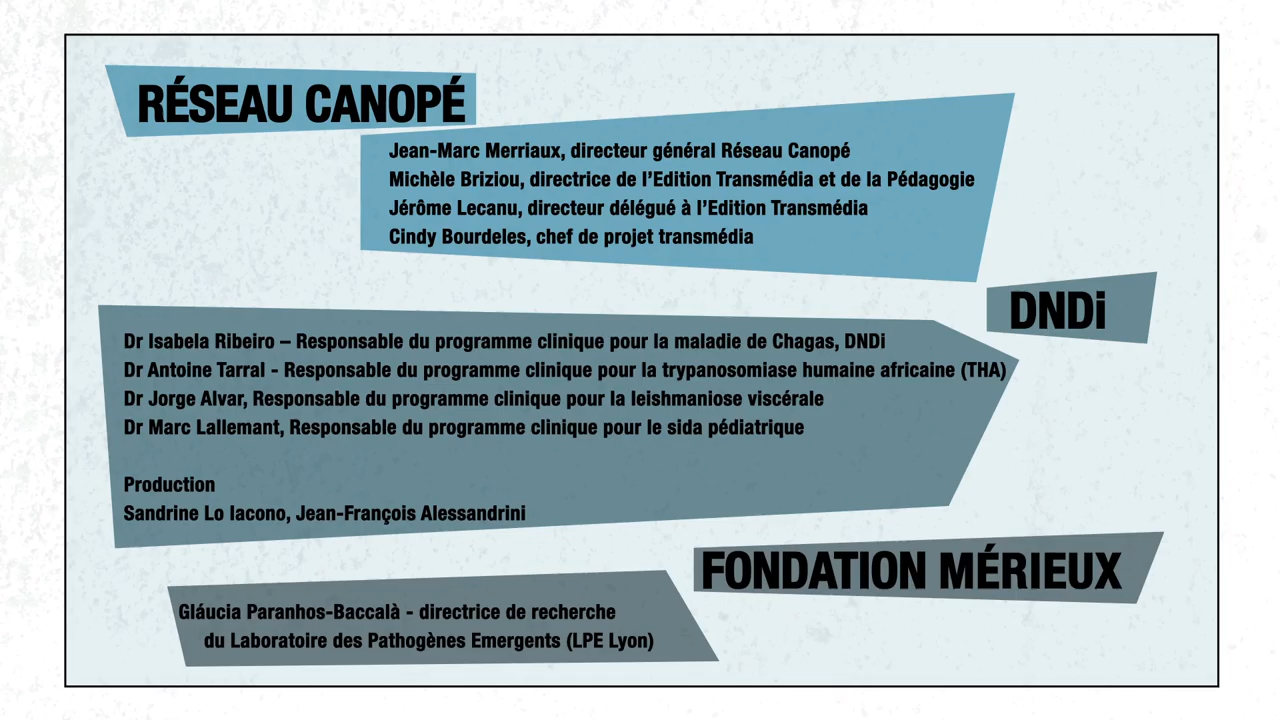 RÉSEAU CANOPÉ
Jean-Marc Merriaux, directeur général Réseau Canopé
Michèle Briziou, directrice de l’Edition Transmédia et de la Pédagogie
Jérôme Lecanu, directeur délégué à l’Edition Transmédia
Cindy Bourdeles, chef de projet transmédia
DNDi
Dr Isabela Ribeiro – Responsable du programme clinique pour la maladie de Chagas, DNDi
Dr Antoine Tarral - Responsable du programme clinique pour la trypanosomiase humaine africaine (THA)
Dr Jorge Alvar, Responsable du programme clinique pour la leishmaniose viscérale
Dr Marc Lallemant, Responsable du programme clinique pour le sida pédiatrique
Production
Sandrine Lo Iacono, Jean-François Alessandrini
FONDATION MÉRIEUX
Gláucia Paranhos-Baccalà - directrice de recherche
du Laboratoire des Pathogènes Emergents (LPE Lyon)